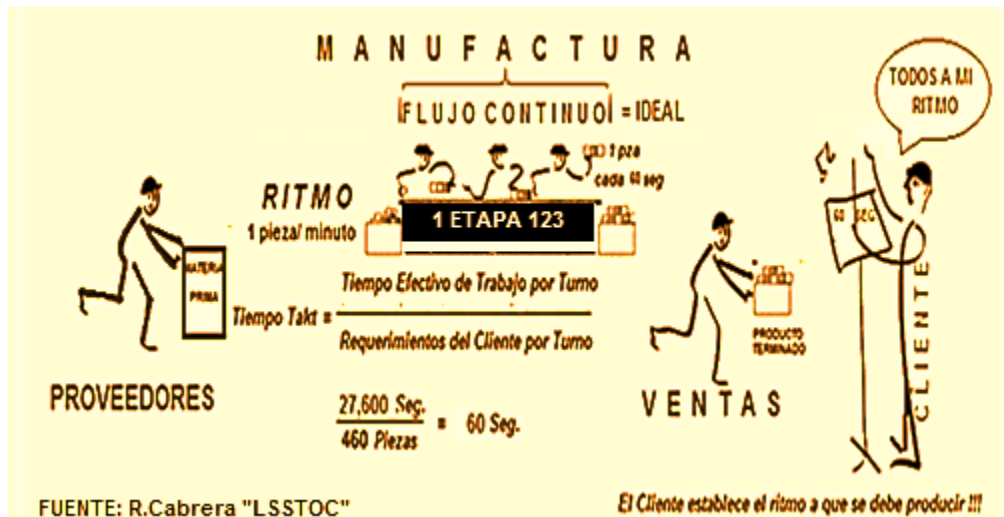 MANUFACTURA
FLUJO CONTINUO = IDEAL
TODOS A MI
RITMO
1 pza
cada 60 seg
RITMO
1 pieza/ minuto
1 ETAPA 123
60 SEG
MATERIA
PRIMA
Tiempo Takt =
Tiempo Efectivo de Trabajo por Turno
Requerimientos del Cliente por Turno
PRODUCTO
TERMINADO
CLIENTE
PROVEEDORES
VENTAS
27,600 Seg.
460 Piezas
= 60 Seg.
FUENTE: R.Cabrera "LSSTOC"
El Cliente establece el ritmo a que se debe producir !!!